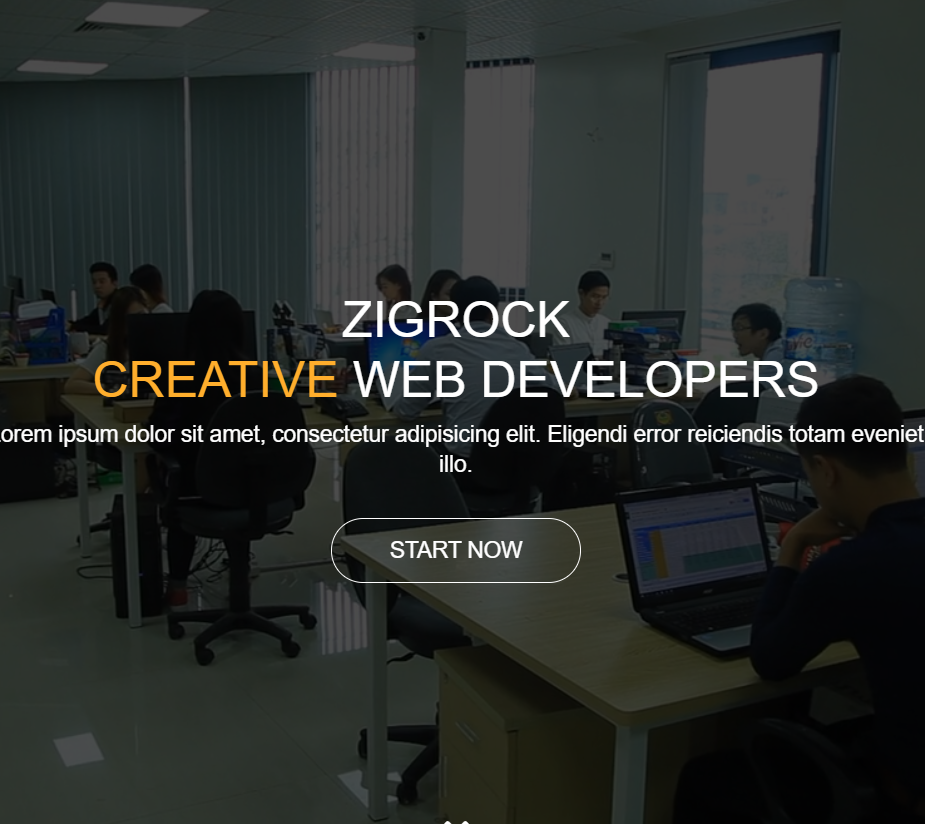 ZIGROCK
CREATIVE WEB DEVELOPERS
orem ipsum dolor sit amet, consectetur adipisicing elit. Eligendi error reiciendis totam eveniet
illo.
START NOW